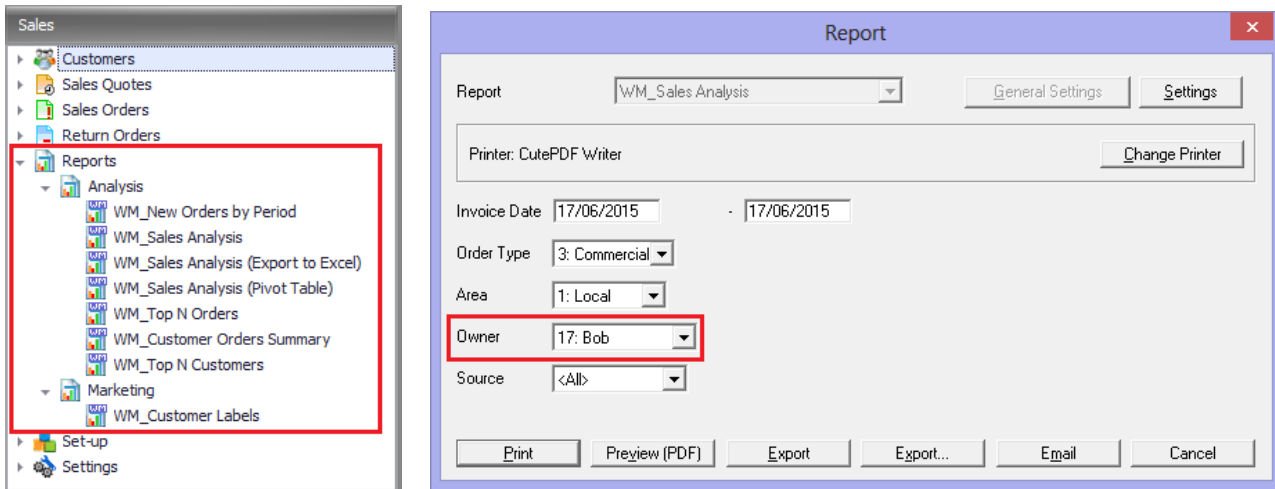 Sales
Customers
Sales Quotes
Sales Orders
Return Orders
Reports
Analysis
WM_New Orders by Period
WM_Sales Analysis
WM_Sales Analysis (Export to Excel)
WM_Sales Analysis (Pivot Table)
WM_Top N Orders
WM_Customer Orders Summary
WM_Top N Customers
Marketing
WM_Customer Labels
Set-up
Settings
Report
Report WM_Sales Analysis General Settings Settings
Printer: CutePDF Writer Change Printer
Invoice Date 17/06/2015 - 17/06/2015
Order Type 3: Commercial
Area 1: Local
Owner 17: Bob
Source <All>
Print Preview (PDF) Export Export... Email Cancel